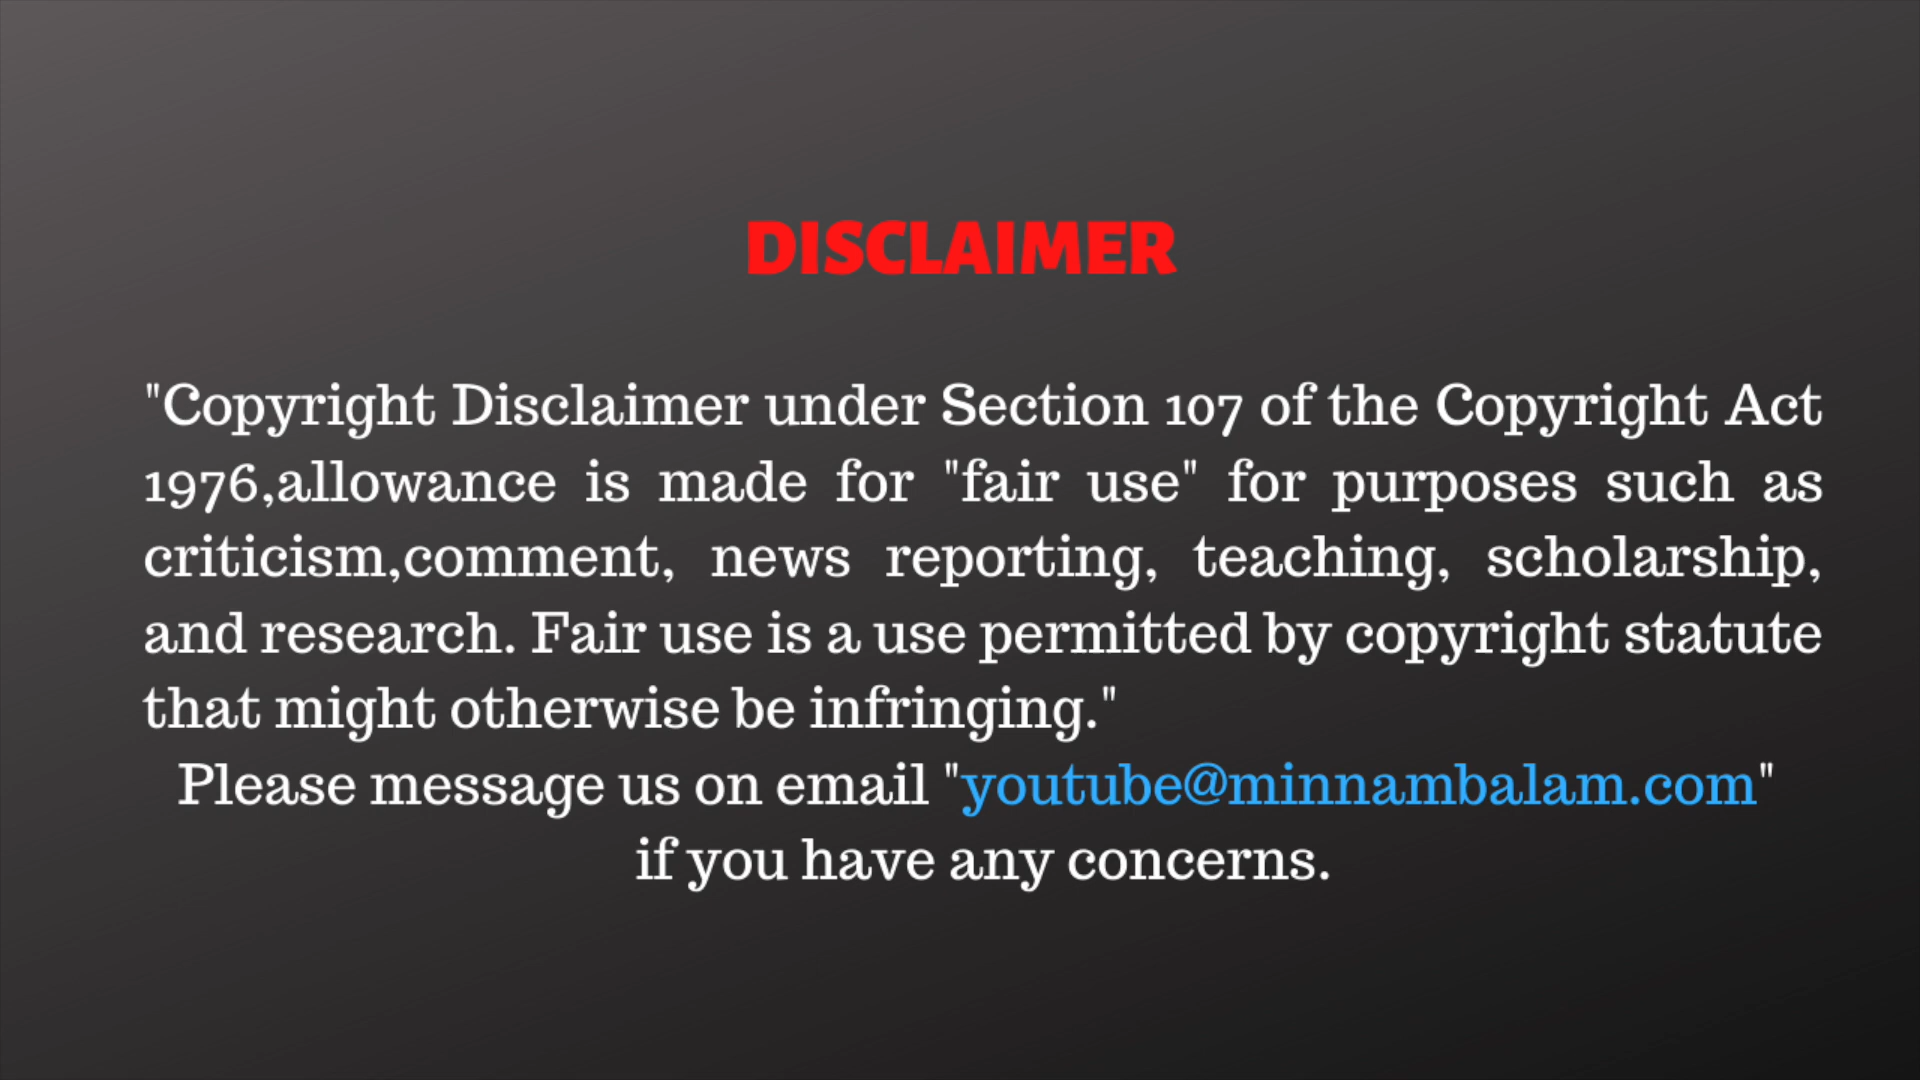 DISCLAIMER
"Copyright Disclaimer under Section 107 of the Copyright Act
1976,allowance is made for "fair use" for purposes such as
criticism,comment, news reporting, teaching, scholarship,
and research. Fair use is a use permitted by copyright statute
that might otherwise be infringing."
Please message us on email "youtube@minnambalam.com"
if you have any concerns.